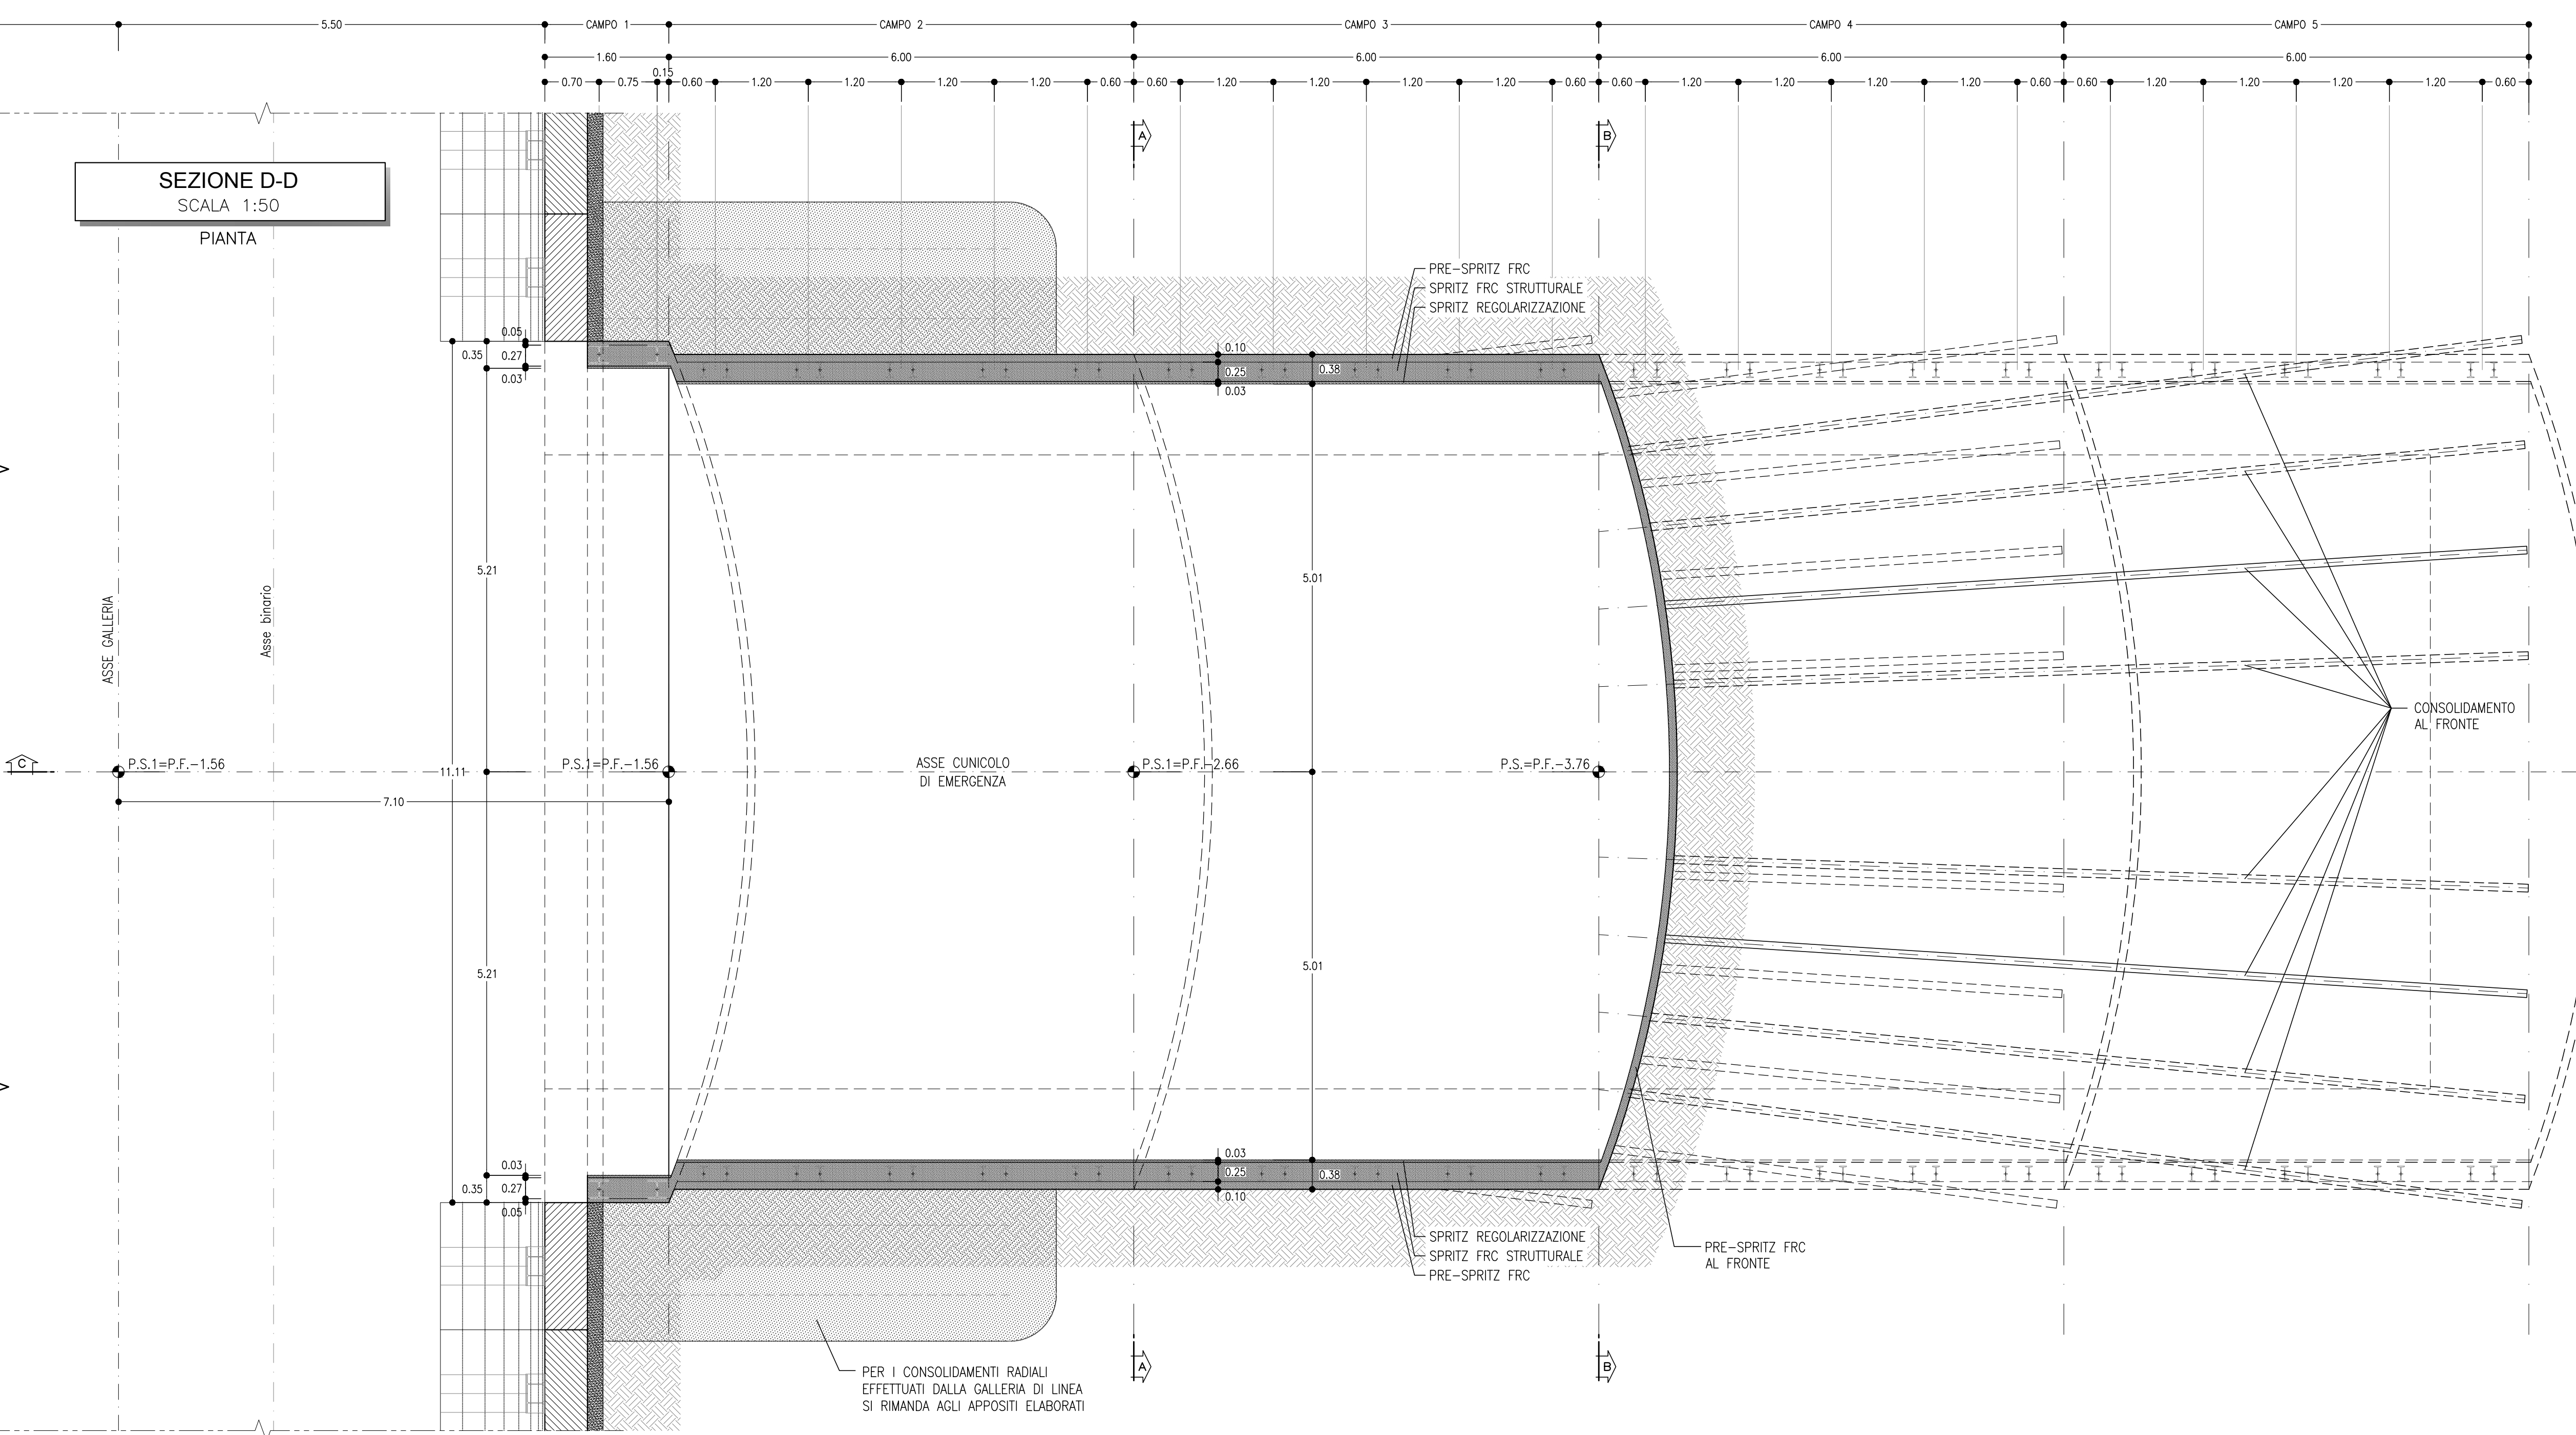 5.50 CAMPO 1 CAMPO 2 CAMPO 3 CAMPO 4 CAMPO 5
1.60 6.00 6.00 6.00 6.00
0.15
0.70 0.75 0.60 1.20 1.20 1.20 1.20 0.60 0.60 1.20 1.20 1.20 1.20 0.60 0.60 1.20 1.20 1.20 1.20 0.60 0.60 1.20 1.20 1.20 1.20 0.60
A B
SEZIONE D-D
SCALA 1:50
PIANTA
PRE-SPRITZ FRC
SPRITZ FRC STRUTTURALE
SPRITZ REGOLARIZZAZIONE
0.05
0.35 0.27
0.03
0.10
0.25 0.38
0.03
5.21
5.01
ASSE GALLERIA
Asse binario
CONSOLIDAMENTO
AL FRONTE
C
P.S.1=P.F.-1.56
11.11
P.S.1=P.F.-1.56
ASSE CUNICOLO
DI EMERGENZA
P.S.1=P.F.-2.66
P.S.=P.F.-3.76
7.10
5.21
5.01
0.03
0.35 0.27
0.05
0.03
0.25 0.38
0.10
SPRITZ REGOLARIZZAZIONE
SPRITZ FRC STRUTTURALE
PRE-SPRITZ FRC
PRE-SPRITZ FRC
AL FRONTE
A B
PER I CONSOLIDAMENTI RADIALI
EFFETTUATI DALLA GALLERIA DI LINEA
SI RIMANDA AGLI APPOSITI ELABORATI